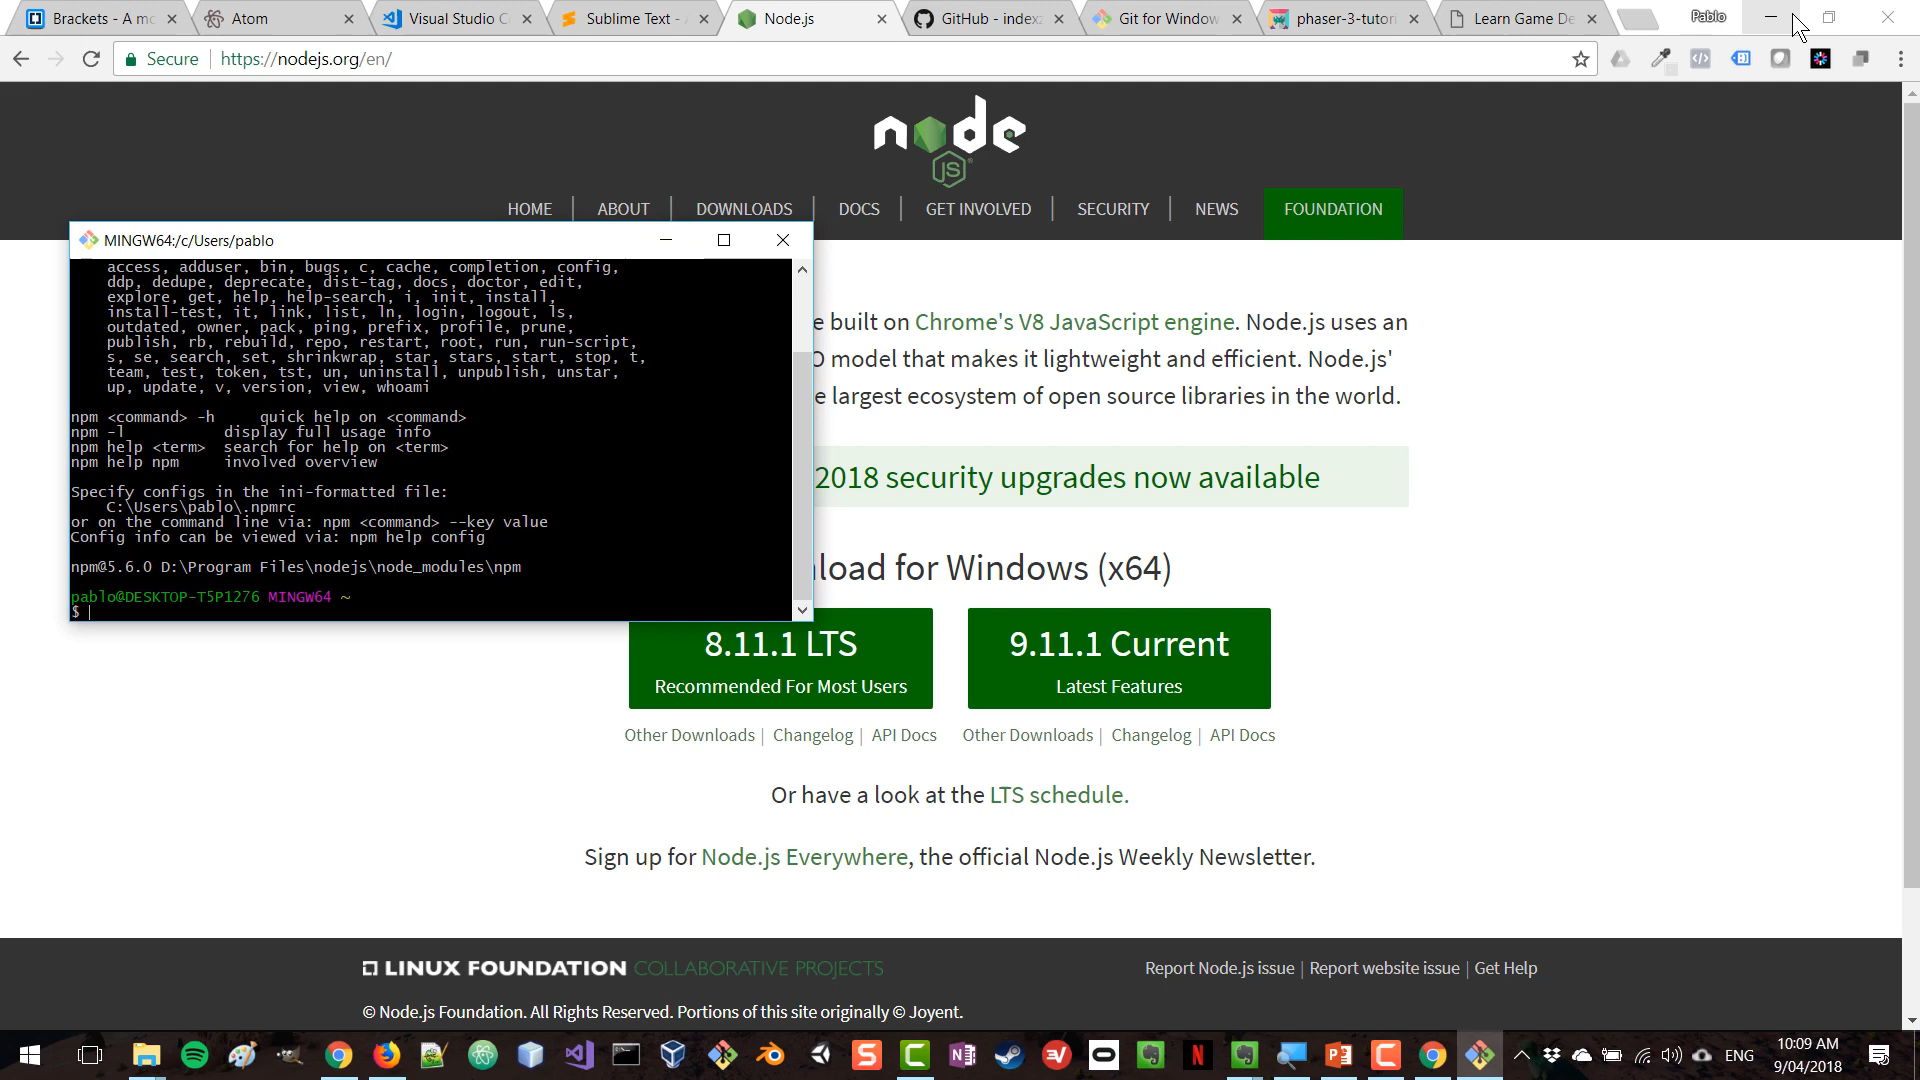 Brackets - A mo
Atom
Visual Studio C
Sublime Text - 
Node.js
GitHub - indexz
Git for Window
phaser-3-tutori
Learn Game De
Pablo
Secure
https://nodejs.org/en/
node
JS
HOME
ABOUT
DOWNLOADS
DOCS
GET INVOLVED
SECURITY
NEWS
FOUNDATION
MINGW64:/c/Users/pablo
access, adduser, bin, bugs, c, cache, completion, config,
ddp, dedupe, deprecate, dist-tag, docs, doctor, edit,
explore, get, help, help-search, i, init, install,
install-test, it, link, list, ln, login, logout, ls,
outdated, owner, pack, ping, prefix, profile, prune,
publish, rb, rebuild, repo, restart, root, run, run-script,
s, se, search, set, shrinkwrap, star, stars, start, stop, t,
team, test, token, tst, un, uninstall, unpublish, unstar,
up, update, v, version, view, whoami
npm <command> -h     quick help on <command>
npm -l           display full usage info
npm help <term>  search for help on <term>
npm help npm     involved overview
Specify configs in the ini-formatted file:
C:\Users\pablo\.npmrc
or on the command line via: npm <command> --key value
Config info can be viewed via: npm help config
npm@5.6.0 D:\Program Files\nodejs\node_modules\npm
pablo@DESKTOP-T5P1276 MINGW64 ~
$
e built on Chrome's V8 JavaScript engine. Node.js uses an
O model that makes it lightweight and efficient. Node.js'
e largest ecosystem of open source libraries in the world.
2018 security upgrades now available
load for Windows (x64)
8.11.1 LTS
Recommended For Most Users
9.11.1 Current
Latest Features
Other Downloads | Changelog | API Docs
Other Downloads | Changelog | API Docs
Or have a look at the LTS schedule.
Sign up for Node.js Everywhere, the official Node.js Weekly Newsletter.
LINUX FOUNDATION COLLABORATIVE PROJECTS
Report Node.js issue | Report website issue | Get Help
© Node.js Foundation. All Rights Reserved. Portions of this site originally © Joyent.
ENG
10:09 AM
9/04/2018